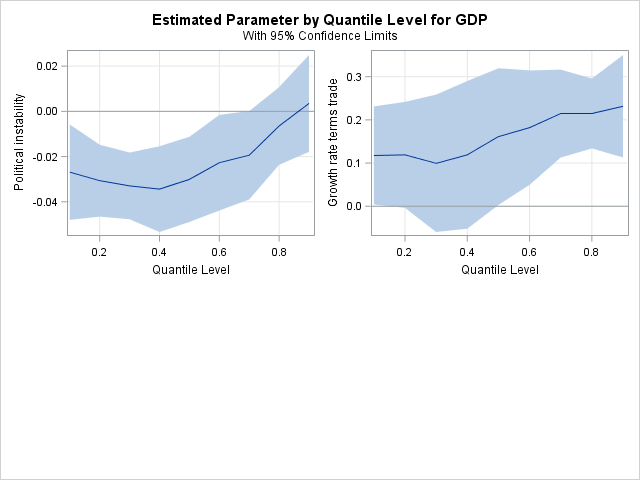 Estimated Parameter by Quantile Level for GDP
With 95% Confidence Limits
Political instability
0.02
0.00
-0.02
-0.04
0.2 0.4 0.6 0.8
Quantile Level
Growth rate terms trade
0.3
0.2
0.1
0.0
0.2 0.4 0.6 0.8
Quantile Level